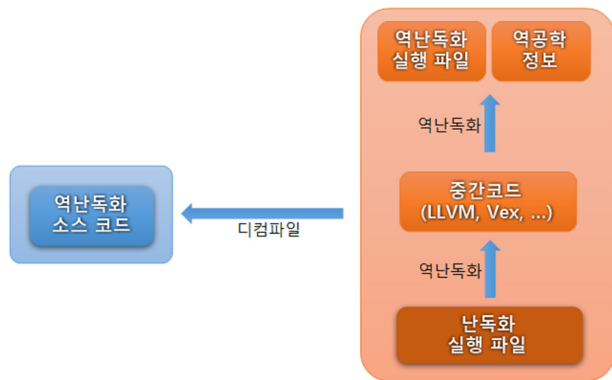 역난독화
실행 파일
역공학
정보
역난독화
중간코드
(LLVM, Vex, ...)
역난독화
난독화
실행 파일
디컴파일
역난독화
소스 코드